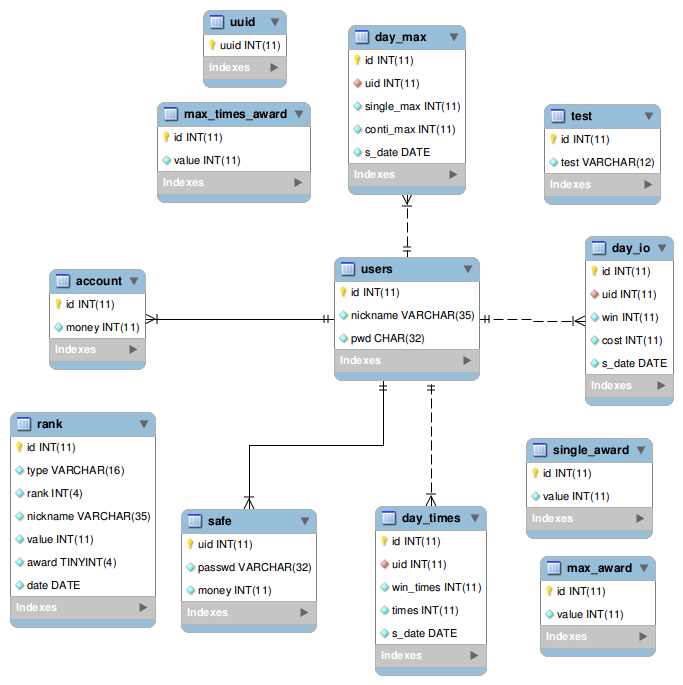 uuid
uuid INT(11)
Indexes
day_max
id INT(11)
uid INT(11)
single_max INT(11)
conti_max INT(11)
s_date DATE
Indexes
max_times_award
id INT(11)
value INT(11)
Indexes
test
id INT(11)
test VARCHAR(12)
Indexes
account
id INT(11)
money INT(11)
Indexes
users
id INT(11)
nickname VARCHAR(35)
pwd CHAR(32)
Indexes
day_io
id INT(11)
uid INT(11)
win INT(11)
cost INT(11)
s_date DATE
Indexes
rank
id INT(11)
type VARCHAR(16)
rank INT(4)
nickname VARCHAR(35)
value INT(11)
award TINYINT(4)
date DATE
Indexes
safe
uid INT(11)
passwd VARCHAR(32)
money INT(11)
Indexes
day_times
id INT(11)
uid INT(11)
win_times INT(11)
times INT(11)
s_date DATE
Indexes
single_award
id INT(11)
value INT(11)
Indexes
max_award
id INT(11)
value INT(11)
Indexes